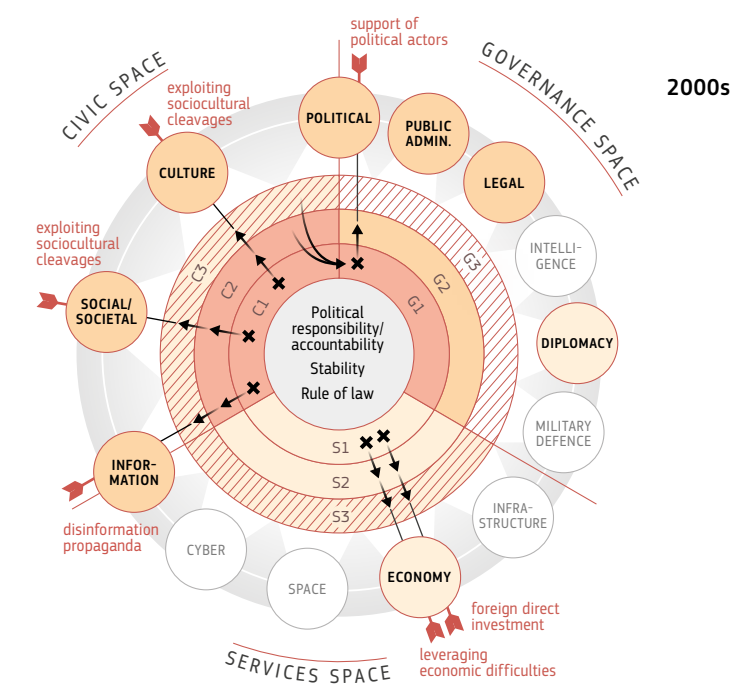 2000s
CIVIC SPACE
GOVERNANCE SPACE
SERVICES SPACE
support of
political actors
exploiting
sociocultural
cleavages
exploiting
sociocultural
cleavages
disinformation
propaganda
foreign direct
investment
leveraging
economic difficulties
POLITICAL
PUBLIC
ADMIN.
LEGAL
INTELLI-
GENCE
DIPLOMACY
MILITARY
DEFENCE
INFRA-
STRUCTURE
ECONOMY
SPACE
CYBER
INFOR-
MATION
SOCIAL/
SOCIETAL
CULTURE
C3
C2
C1
G1
G2
G3
Political
responsibility/
accountability
Stability
Rule of law
S1
S2
S3